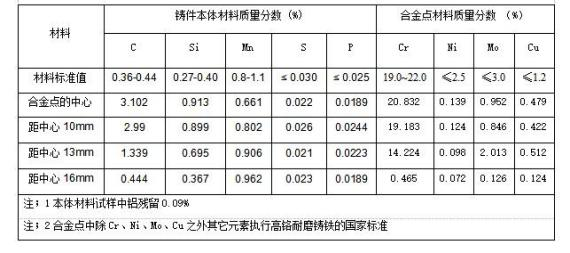 材料 铸件本体材料质量分数 (%) 合金点材料质量分数 (%)
C Si Mn S P Cr Ni Mo Cu
材料标准值 0.36-0.44 0.27-0.40 0.8-1.1 ≤0.030 ≤0.025 19.0~22.0 ≤2.5 ≤3.0 ≤1.2
合金点的中心 3.102 0.913 0.661 0.022 0.0189 20.832 0.139 0.952 0.479
距中心 10mm 2.99 0.899 0.802 0.026 0.0244 19.183 0.124 0.846 0.422
距中心 13mm 1.339 0.695 0.906 0.021 0.0223 14.224 0.098 2.013 0.512
距中心 16mm 0.444 0.367 0.962 0.023 0.0189 0.465 0.072 0.126 0.124
注：1 本体材料试样中铝残留 0.09%
注：2 合金点中除 Cr、Ni、Mo、Cu 之外其它元素执行高铬耐磨铸铁的国家标准